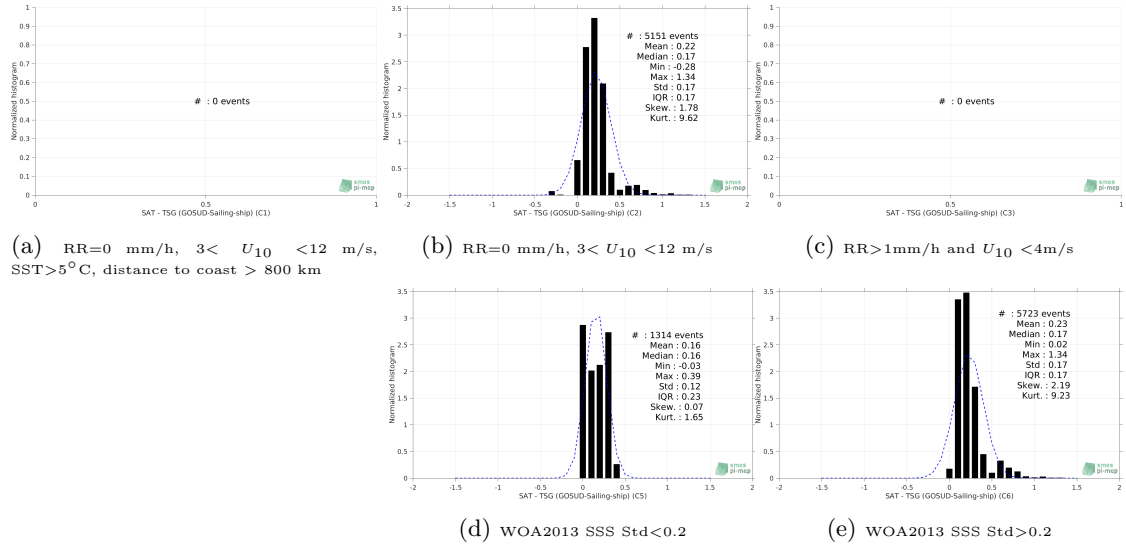 1
0.9
0.8
0.7
0.6
0.5
0.4
0.3
0.2
0.1
0
Normalized histogram
# : 0 events
smos
pi-mep
0 0.5 1
SAT - TSG (GOSUD-Sailing-ship) (C1)
(a) RR=0 mm/h, 3< U10 <12 m/s,
SST>5°C, distance to coast > 800 km
3.5
3
2.5
2
1.5
1
0.5
0
Normalized histogram
# : 5151 events
Mean : 0.22
Median : 0.17
Min : -0.28
Max : 1.34
Std : 0.17
IQR : 0.17
Skew. : 1.78
Kurt. : 9.62
smos
pi-mep
-2 -1.5 -1 -0.5 0 0.5 1 1.5 2
SAT - TSG (GOSUD-Sailing-ship) (C2)
(b) RR=0 mm/h, 3< U10 <12 m/s
1
0.9
0.8
0.7
0.6
0.5
0.4
0.3
0.2
0.1
0
Normalized histogram
# : 0 events
smos
pi-mep
0 0.5 1
SAT - TSG (GOSUD-Sailing-ship) (C3)
(c) RR>1mm/h and U10 <4m/s
3.5
3
2.5
2
1.5
1
0.5
0
Normalized histogram
# : 1314 events
Mean : 0.16
Median : 0.16
Min : -0.03
Max : 0.39
Std : 0.12
IQR : 0.23
Skew. : 0.07
Kurt. : 1.65
smos
pi-mep
-2 -1.5 -1 -0.5 0 0.5 1 1.5 2
SAT - TSG (GOSUD-Sailing-ship) (C5)
(d) WOA2013 SSS Std<0.2
3.5
3
2.5
2
1.5
1
0.5
0
Normalized histogram
# : 5723 events
Mean : 0.23
Median : 0.17
Min : 0.02
Max : 1.34
Std : 0.17
IQR : 0.17
Skew. : 2.19
Kurt. : 9.23
smos
pi-mep
-2 -1.5 -1 -0.5 0 0.5 1 1.5 2
SAT - TSG (GOSUD-Sailing-ship) (C6)
(e) WOA2013 SSS Std>0.2